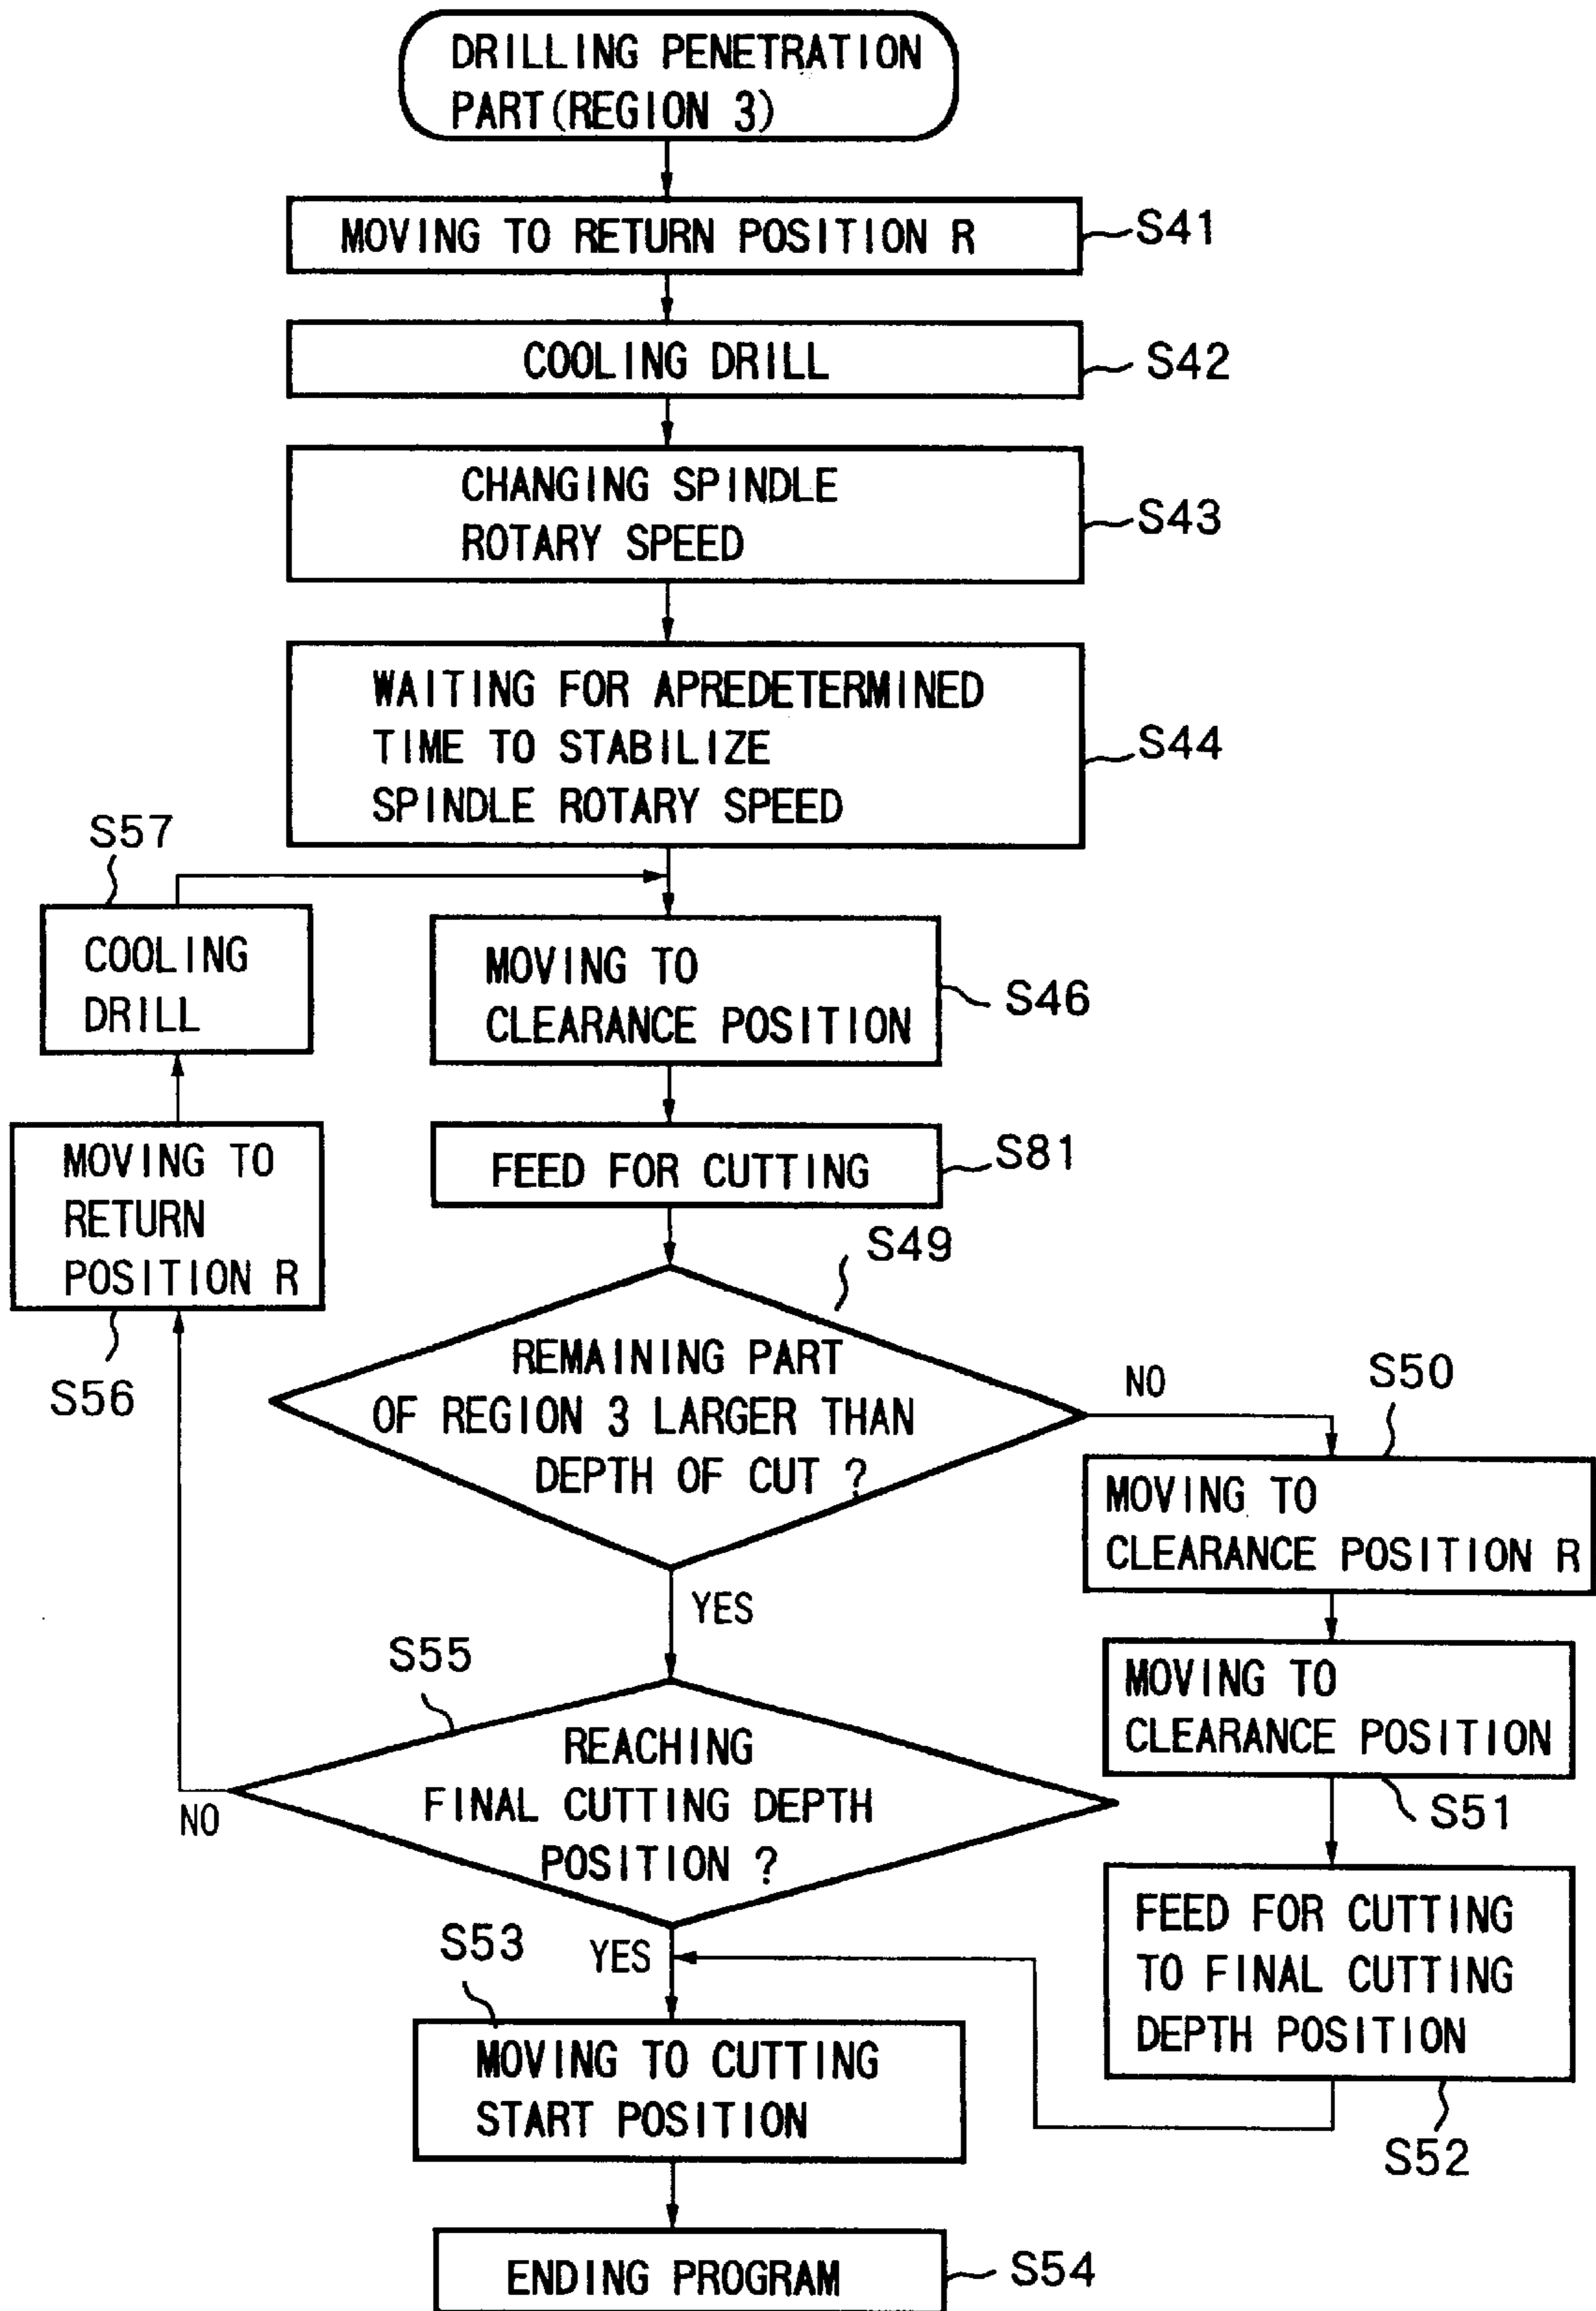 DRILLING PENETRATION
PART(REGION 3)
MOVING TO RETURN POSITION R
S41
COOLING DRILL
S42
CHANGING SPINDLE
ROTARY SPEED
S43
WAITING FOR APREDETERMINED
TIME TO STABILIZE
SPINDLE ROTARY SPEED
S44
S57
COOLING
DRILL
MOVING TO
CLEARANCE POSITION
S46
MOVING TO
RETURN
POSITION R
S56
FEED FOR CUTTING
S81
S49
REMAINING PART
OF REGION 3 LARGER THAN
DEPTH OF CUT ?
NO
S50
MOVING TO
CLEARANCE POSITION R
YES
S55
REACHING
FINAL CUTTING DEPTH
POSITION ?
NO
MOVING TO
CLEARANCE POSITION
S51
FEED FOR CUTTING
TO FINAL CUTTING
DEPTH POSITION
S52
S53
YES
MOVING TO CUTTING
START POSITION
ENDING PROGRAM
S54